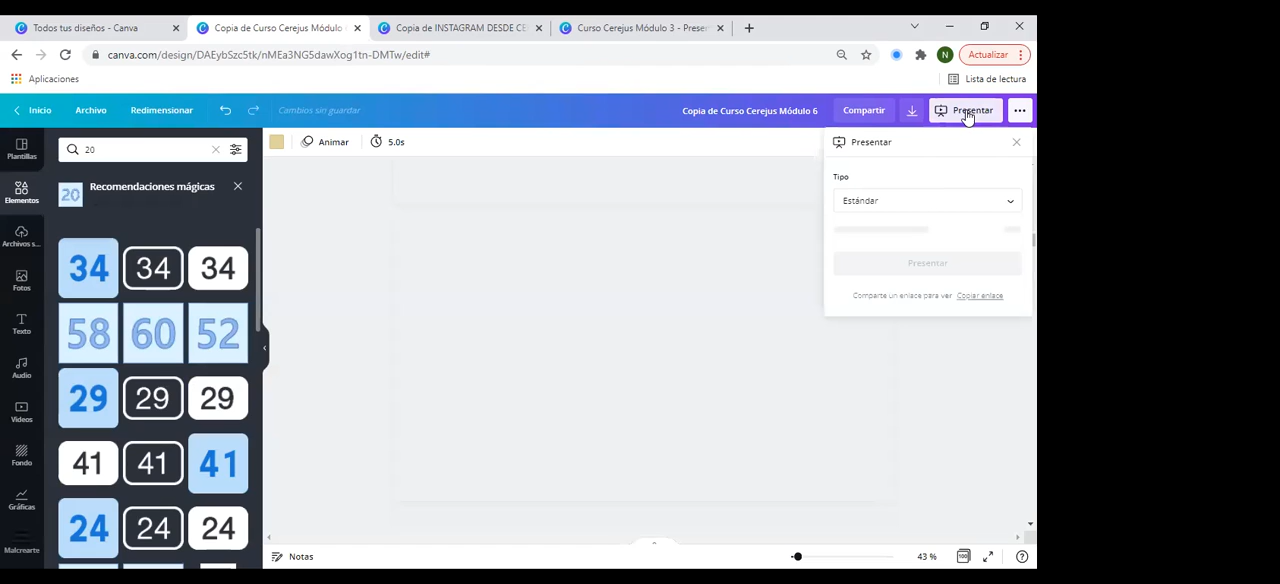 Todos tus diseños - Canva
Copia de Curso Cerejus Módulo
Copia de INSTAGRAM DESDE CE
Curso Cerejus Módulo 3 - Prese
canva.com/design/DAEybSzc5tk/nMEa3NG5dawXog1tn-DMTw/edit#
N
Actualizar
Aplicaciones
Lista de lectura
Inicio
Archivo
Redimensionar
Cambios sin guardar
Copia de Curso Cerejus Módulo 6
Compartir
Presentar
Plantillas
Elementos
Archivos s...
Fotos
Texto
Audio
Videos
Fondo
Gráficas
Malcrearte
20
20
Recomendaciones mágicas
34 34 34
58 60 52
29 29 29
41 41 41
24 24 24
Animar
5.0s
Presentar
Tipo
Estándar
Presentar
Comparte un enlace para ver Copiar enlace
Notas
43 %
100